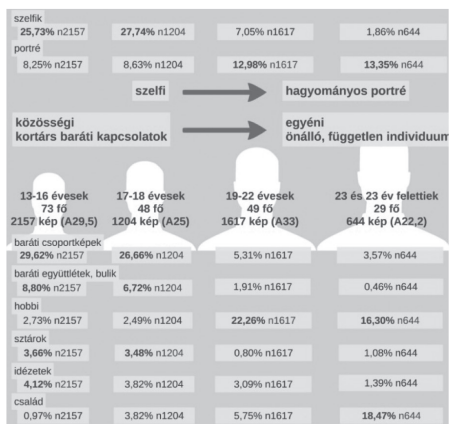 szelfik
25,73% n2157 27,74% n1204 7,05% n1617 1,86% n644
portré
8,25% n2157 8,63% n1204 12,98% n1617 13,35% n644
szelfi hagyományos portré
közösségi egyéni
kortárs baráti kapcsolatok önálló, független individuum
13-16 évesek 17-18 évesek 19-22 évesek 23 és 23 év felettiek
73 fő 48 fő 49 fő 29 fő
2157 kép (A29,5) 1204 kép (A25) 1617 kép (A33) 644 kép (A22,2)
baráti csoportképek
29,62% n2157 26,66% n1204 5,31% n1617 3,57% n644
baráti együttlétek, bulik
8,80% n2157 6,72% n1204 1,91% n1617 0,46% n644
hobbi
2,73% n2157 2,49% n1204 22,26% n1617 16,30% n644
sztárok
3,66% n2157 3,48% n1204 0,80% n1617 1,08% n644
idézetek
4,12% n2157 3,82% n1204 3,09% n1617 1,39% n644
család
0,97% n2157 3,82% n1204 5,75% n1617 18,47% n644